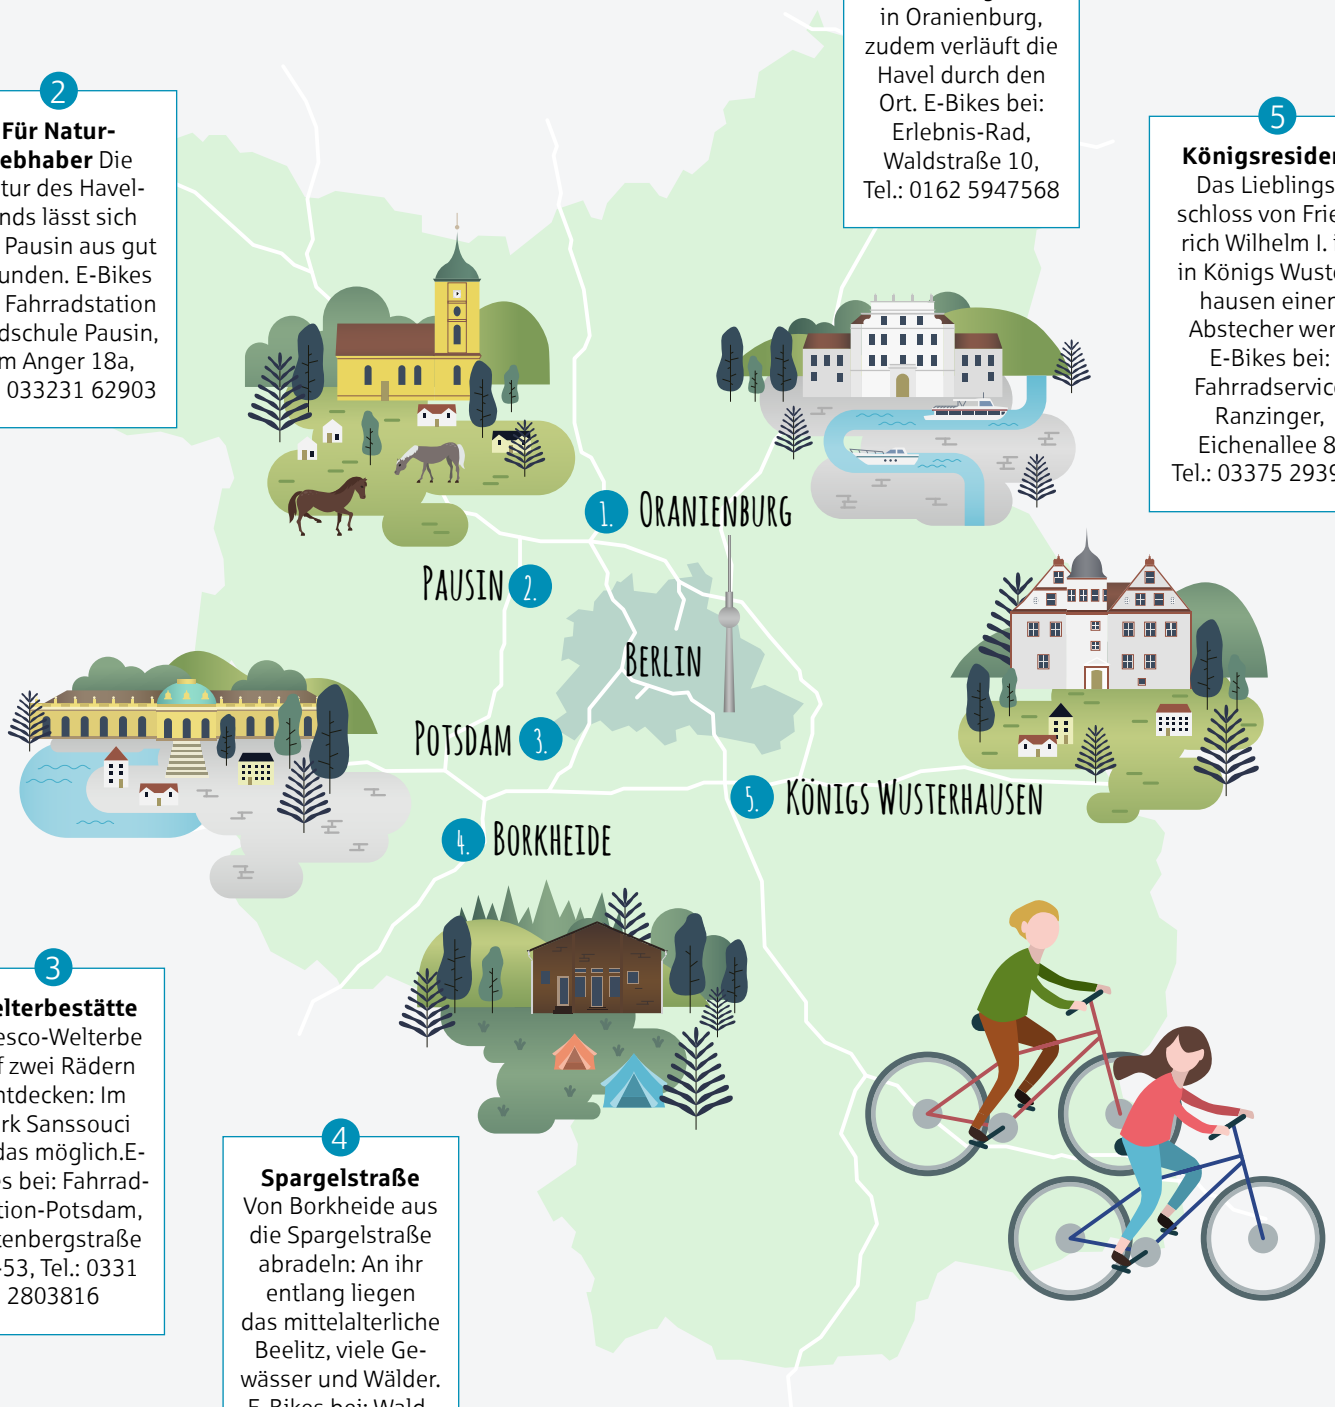 in Oranienburg,
zudem verläuft die
Havel durch den
Ort. E-Bikes bei:
Erlebnis-Rad,
Waldstraße 10,
Tel.: 0162 5947568
2
Für Natur-
ebhaber Die
tur des Havel-
nds lässt sich
Pausin aus gut
unden. E-Bikes
Fahrradstation
dschule Pausin,
m Anger 18a,
033231 62903
5
Königsresiden
Das Lieblings
schloss von Frie
rich Wilhelm I. i
in Königs Wuste
hausen einen
Abstecher wer
E-Bikes bei:
Fahrradservice
Ranzinger,
Eichenallee 8
Tel.: 03375 2939
1. ORANIENBURG
PAUSIN 2.
BERLIN
POTSDAM 3.
5. KÖNIGS WUSTERHAUSEN
4. BORKHEIDE
3
elterbestätte
esco-Welterbe
f zwei Rädern
ntdecken: Im
rk Sanssouci
das möglich.E-
es bei: Fahrrad-
tion-Potsdam,
tenbergstraße
-53, Tel.: 0331
2803816
4
Spargelstraße
Von Borkheide aus
die Spargelstraße
abradeln: An ihr
entlang liegen
das mittelalterliche
Beelitz, viele Ge-
wässer und Wälder.
E-Bikes bei: Wald-